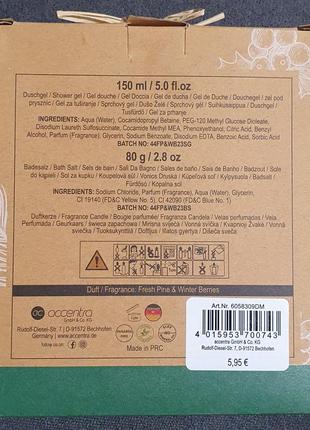 150 ml / 5.0 fl.oz
Duschgel / Shower gel / Gel douche / Gel Doccia / Gel de ducha / Gel de Duche / Douchegel / żel pod
prysznic / Gel za tuširanje / Sprchový gel / Dušo Želė / Sprchový gél / Suihkusaippua / Dusjegel /
Tusfürdő / Gel za prhanje
INGREDIENTS: Aqua (Water), Cocamidopropyl Betaine, PEG-120 Methyl Glucose Dioleate,
Disodium Laureth Sulfosuccinate, Cocamide Methyl MEA, Phenoxyethanol, Citric Acid, Benzyl
Alcohol, Parfum (Fragrance), Glycerin, Sodium Benzoate, Disodium EDTA, Benzoic Acid, Sorbic Acid
BATCH NO: 44FP&WB23SG
80 g / 2.8 oz
Badesalz / Bath Salt / Sels de bain / Sali Da Bagno / Sales de baño / Sais de banho / Badzout / Sole
do kąpieli / Sol za kupku / Koupelová sůl / Vonios Druska / Kúpeľová soľ / Kylpysuola / Badsalt /
Fürdősó / Kopalna sol
INGREDIENTS: Sodium Chloride, Parfum (Fragrance), Aqua (Water), Glycerin,
CI 19140 (FD&C Yellow No. 5), CI 42090 (FD&C Blue No. 1)
BATCH NO: 44FP&WB23BS
Duftkerze / Fragrance Candle / Bougie parfumée / Fragranza Candela / Velas perfumadas / Vela
Perfumada / Geurkaars / świeca zapachowa / Mirisna svijeća / Vonná svíčka / Kvapnioji Žvakė / Vonná
sviečka / Tuoksukynttilä / Duftlys / Illatos gyertya / Dišeča svečka
Duft / Fragrance: Fresh Pine & Winter Berries
accentra
GmbH & Co. KG
Rudolf-Diesel-Str. 7, D-91572 Bechhofen
Germany | www.accentra.de
follow us on
Made in PRC
Art.Nr. 6058309DM
4 015953 700743
accentra GmbH & Co. KG
Rudolf-Diesel-Str. 7, D-91572 Bechhofen
5,95 €